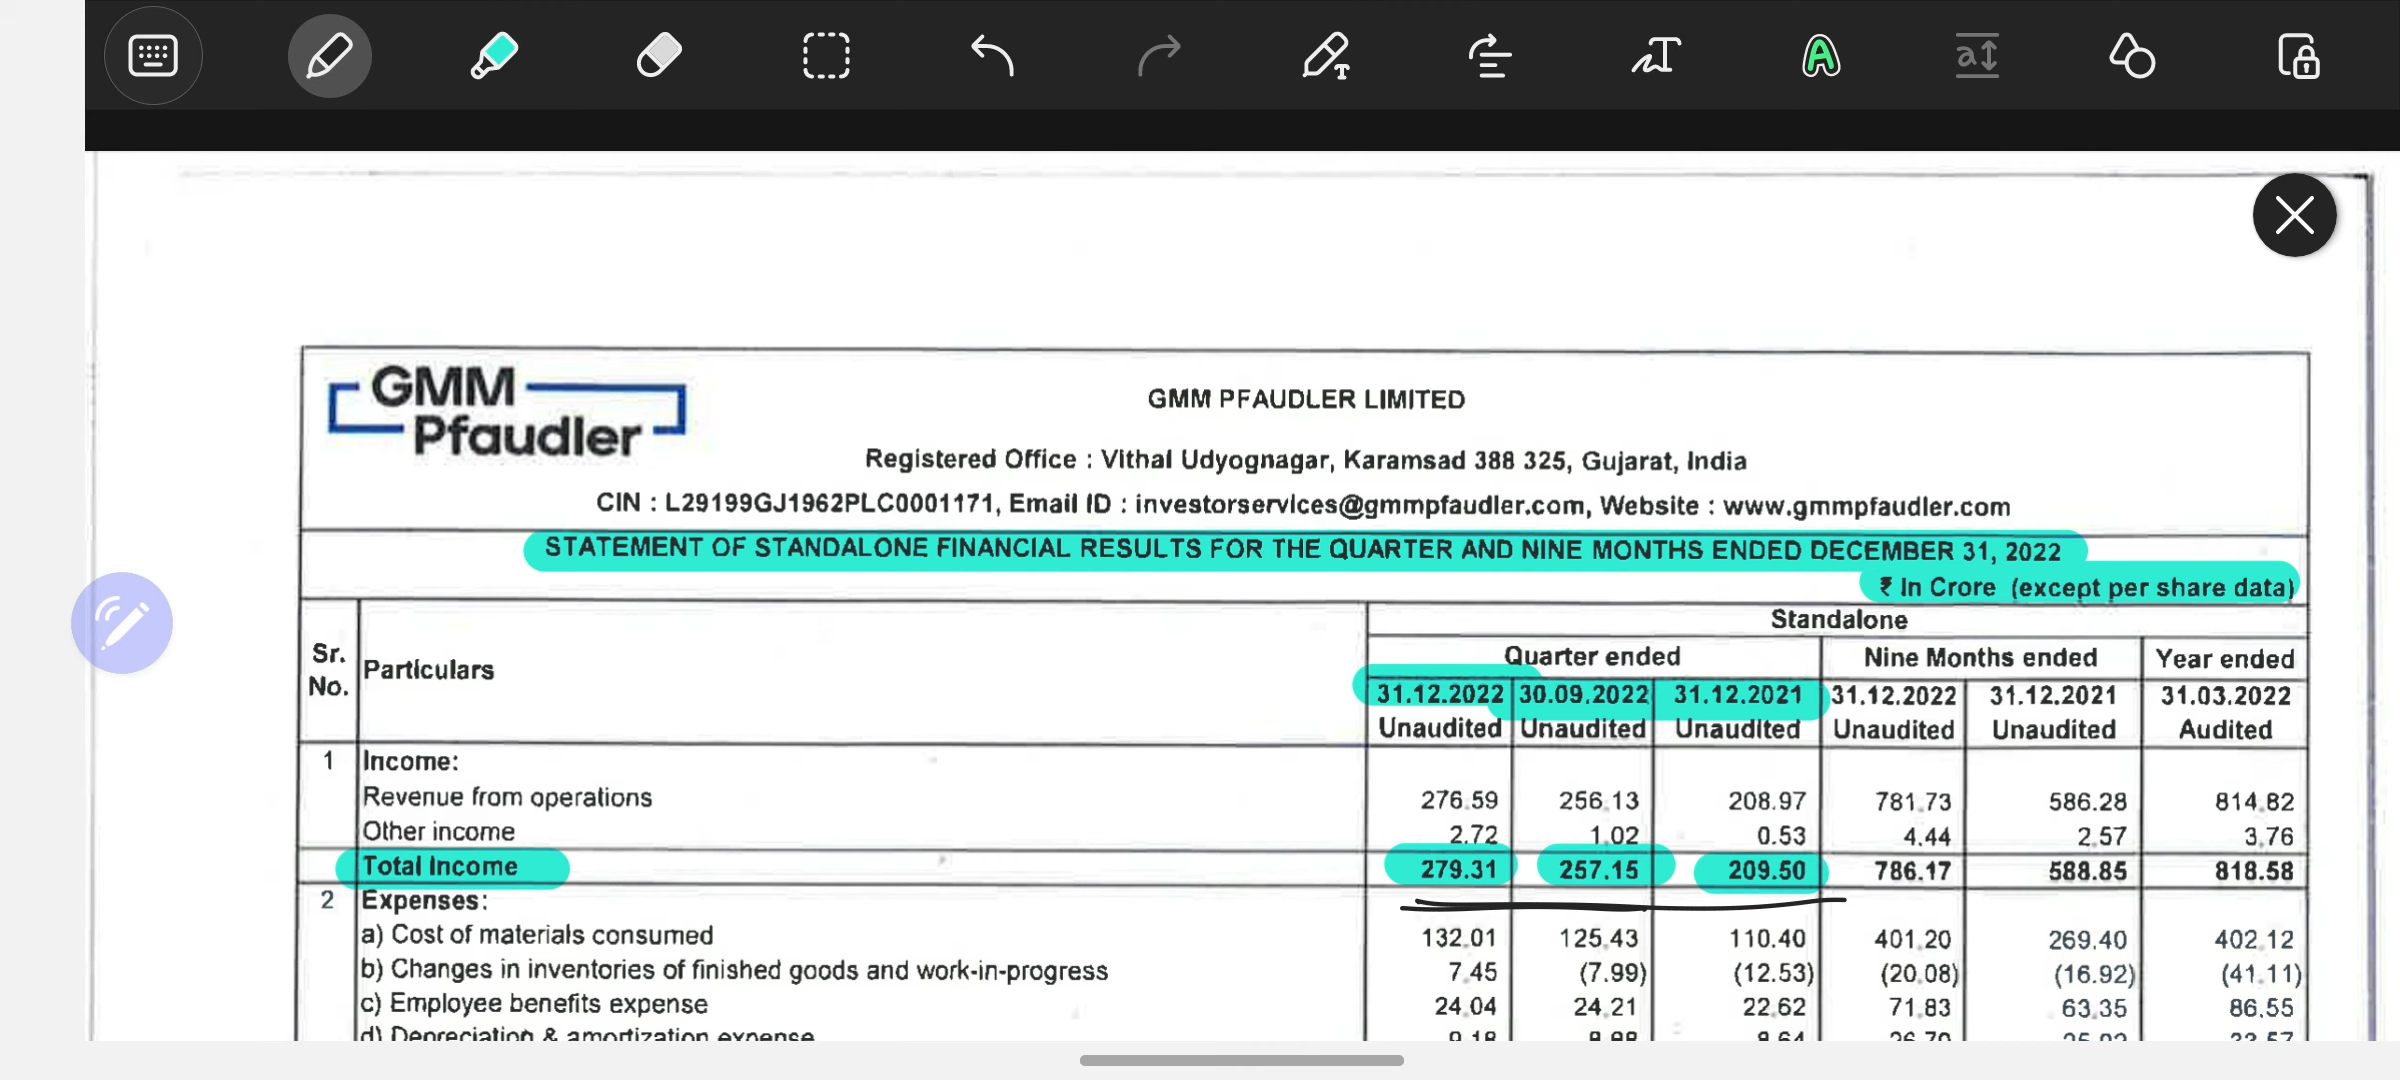 GMM
Pfaudler
GMM PFAUDLER LIMITED
Registered Office : Vithal Udyognagar, Karamsad 388 325, Gujarat, India
CIN : L29199GJ1962PLC0001171, Email ID : investorservices@gmmpfaudler.com, Website : www.gmmpfaudler.com
STATEMENT OF STANDALONE FINANCIAL RESULTS FOR THE QUARTER AND NINE MONTHS ENDED DECEMBER 31, 2022
₹ In Crore (except per share data)
Standalone
Sr. No. Particulars Quarter ended Nine Months ended Year ended
31.12.2022 30.09.2022 31.12.2021 31.12.2022 31.12.2021 31.03.2022
Unaudited Unaudited Unaudited Unaudited Unaudited Audited
1 Income:
Revenue from operations 276.59 256.13 208.97 781.73 586.28 814.82
Other income 2.72 1.02 0.53 4.44 2.57 3.76
Total Income 279.31 257.15 209.50 786.17 588.85 818.58
2 Expenses:
a) Cost of materials consumed 132.01 125.43 110.40 401.20 269.40 402.12
b) Changes in inventories of finished goods and work-in-progress 7.45 (7.99) (12.53) (20.08) (16.92) (41.11)
c) Employee benefits expense 24.04 24.21 22.62 71.83 63.35 86.55
d) Depreciation & amortization expense